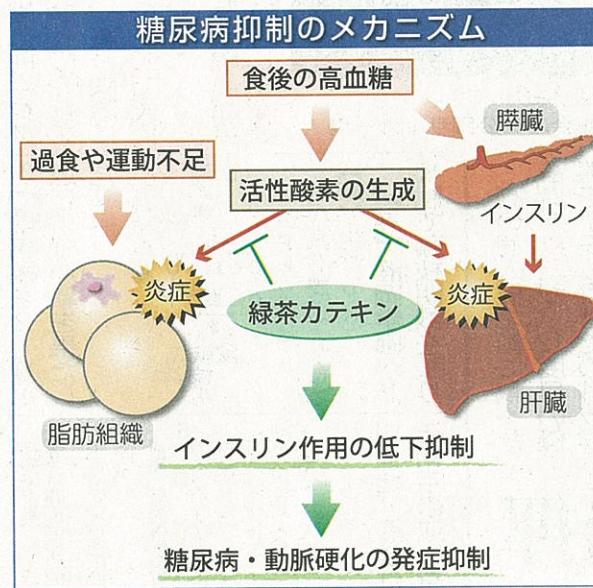 糖尿病抑制のメカニズム
食後の高血糖
膵臓
過食や運動不足
活性酸素の生成
インスリン
炎症
炎症
緑茶カテキン
肝臓
脂肪組織
インスリン作用の低下抑制
糖尿病・動脈硬化の発症抑制